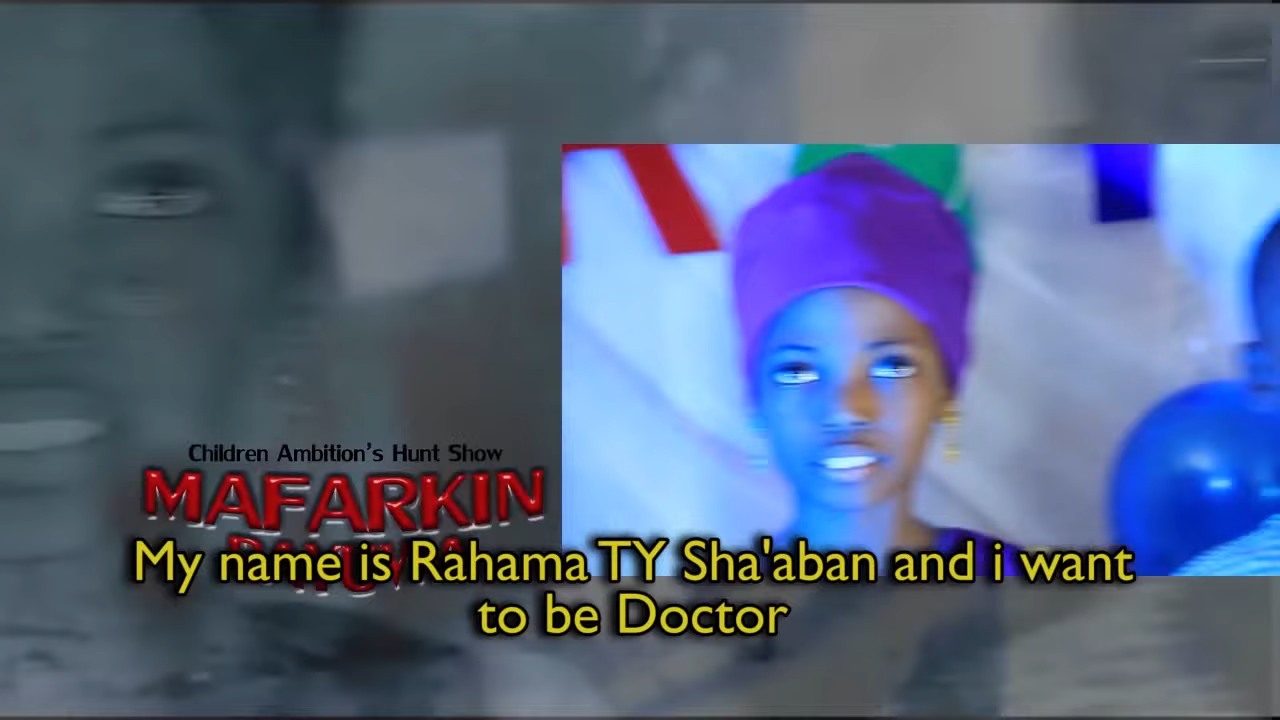 Children Ambition's Hunt Show
MAFARKIN
My name is Rahama TY Sha'aban and i want
to be Doctor